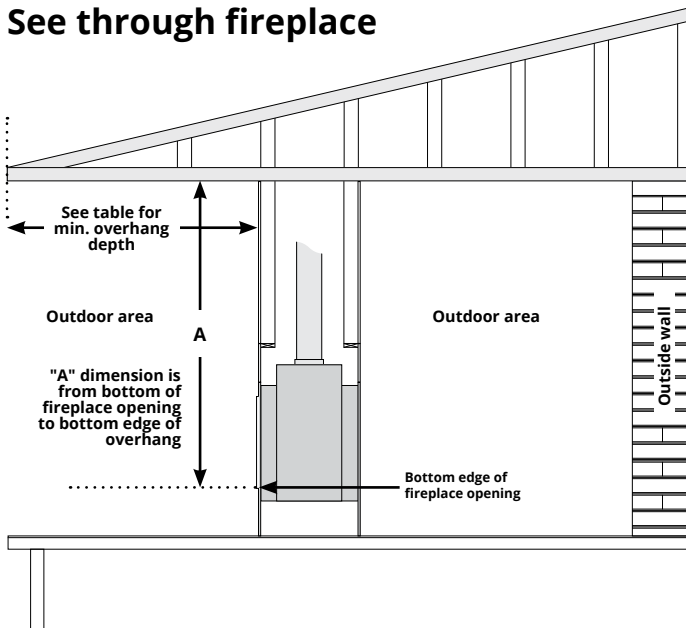 See through fireplace
See table for
min. overhang
depth
Outdoor area
A
Outdoor area
Outside wall
"A" dimension is
from bottom of
fireplace opening
to bottom edge of
overhang
Bottom edge of
fireplace opening